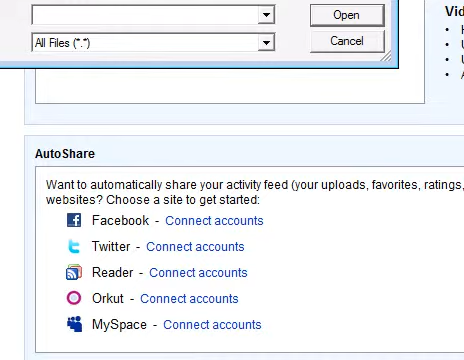 Open
All Files (*.*)
Cancel
AutoShare
Want to automatically share your activity feed (your uploads, favorites, ratings,
websites? Choose a site to get started:
Facebook - Connect accounts
Twitter - Connect accounts
Reader - Connect accounts
Orkut - Connect accounts
MySpace - Connect accounts